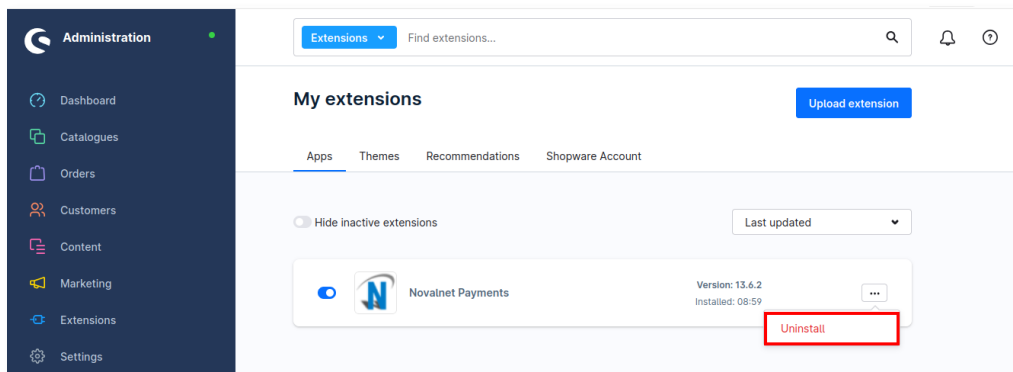 Administration
Dashboard
Catalogues
Orders
Customers
Content
Marketing
Extensions
Settings
Extensions
Find extensions...
My extensions
Upload extension
Apps
Themes
Recommendations
Shopware Account
Hide inactive extensions
Last updated
N
Novalnet Payments
Version: 13.6.2
Installed: 08:59
Uninstall